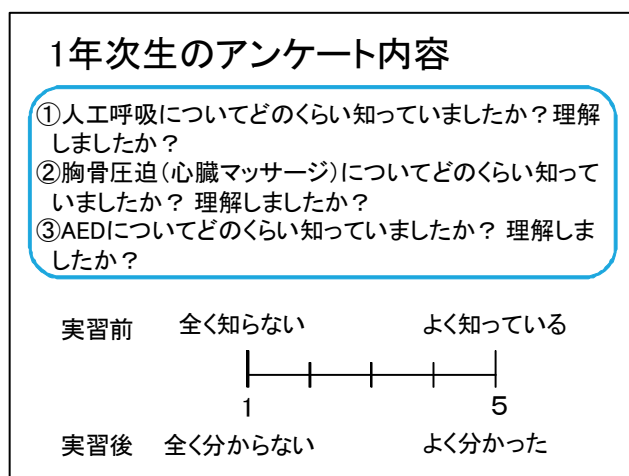 1年次生のアンケート内容
①人工呼吸についてどのくらい知っていましたか？理解
しましたか？
②胸骨圧迫（心臓マッサージ）についてどのくらい知って
いましたか？ 理解しましたか？
③AEDについてどのくらい知っていましたか？ 理解しま
したか？
実習前 全く知らない よく知っている
1 5
実習後 全く分からない よく分かった